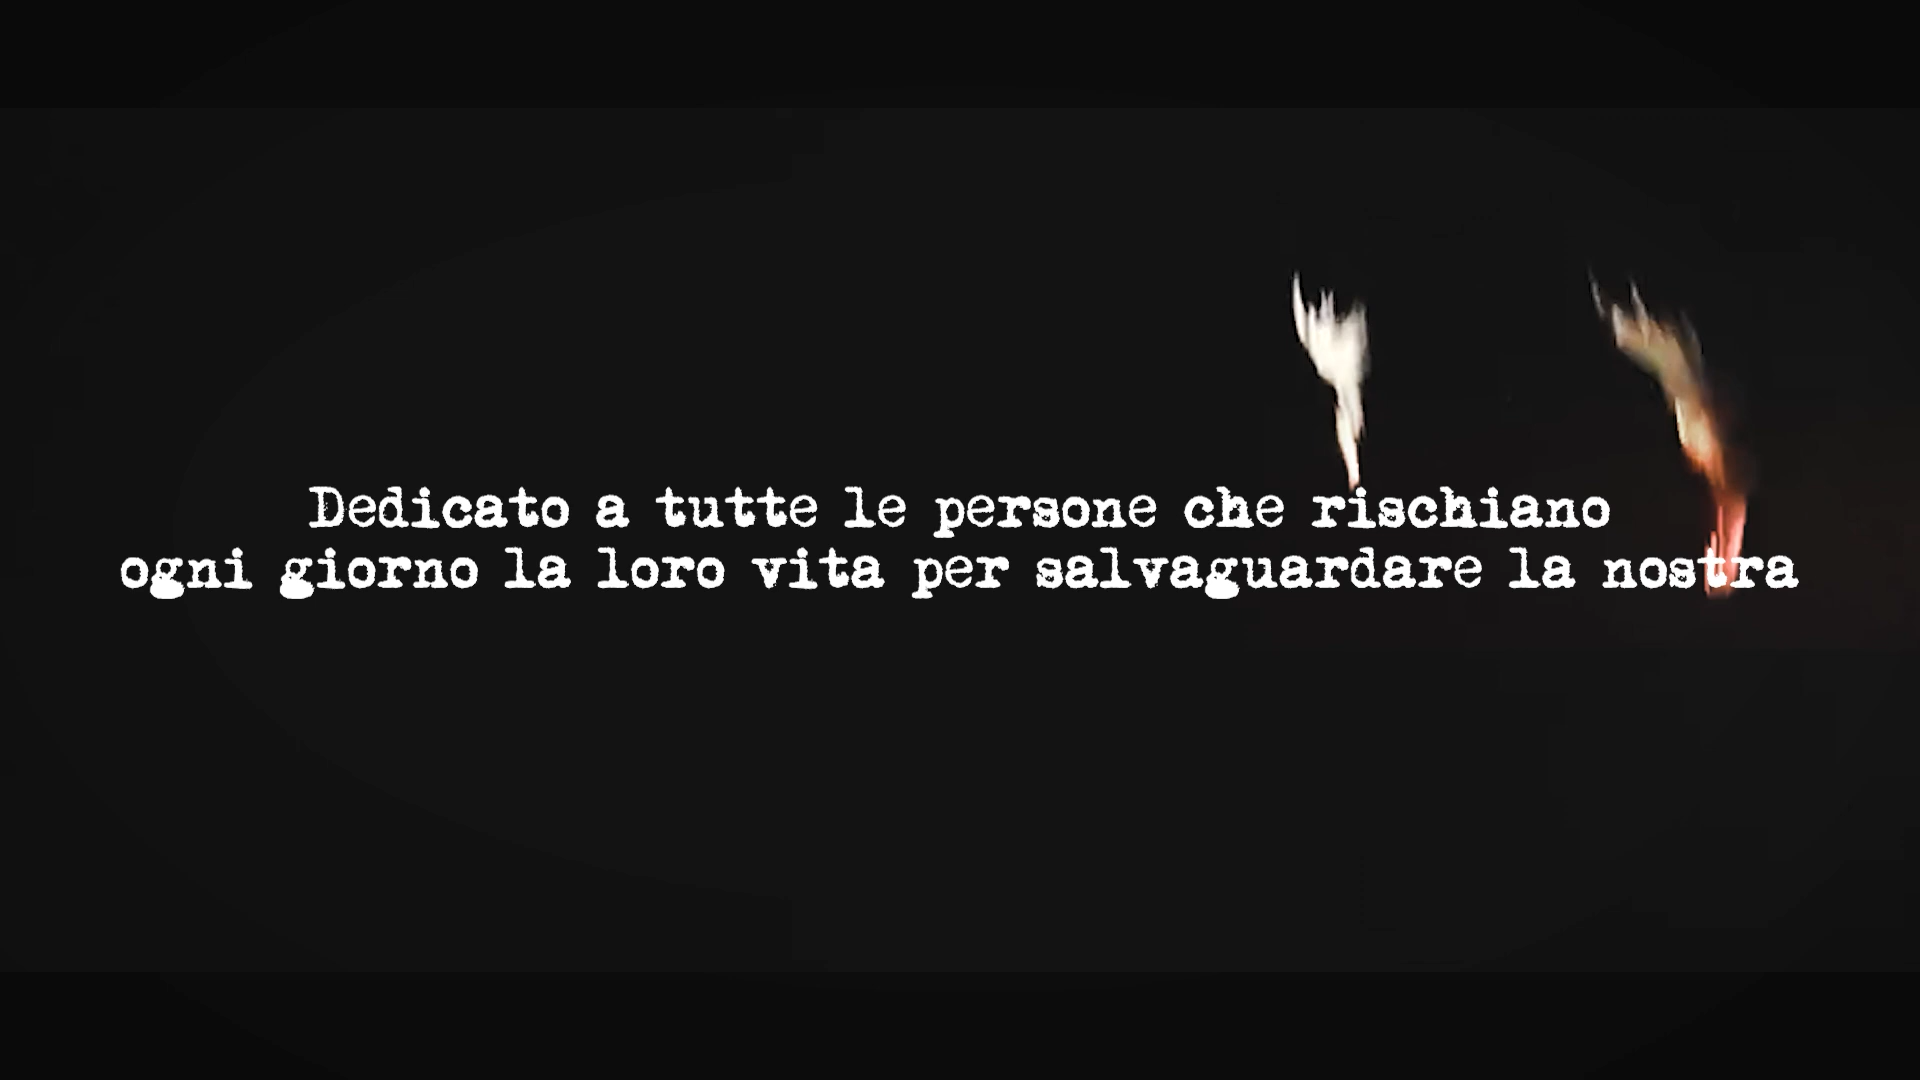 Dedicato a tutte le persone che rischiano
ogni giorno la loro vita per salvaguardare la nostra